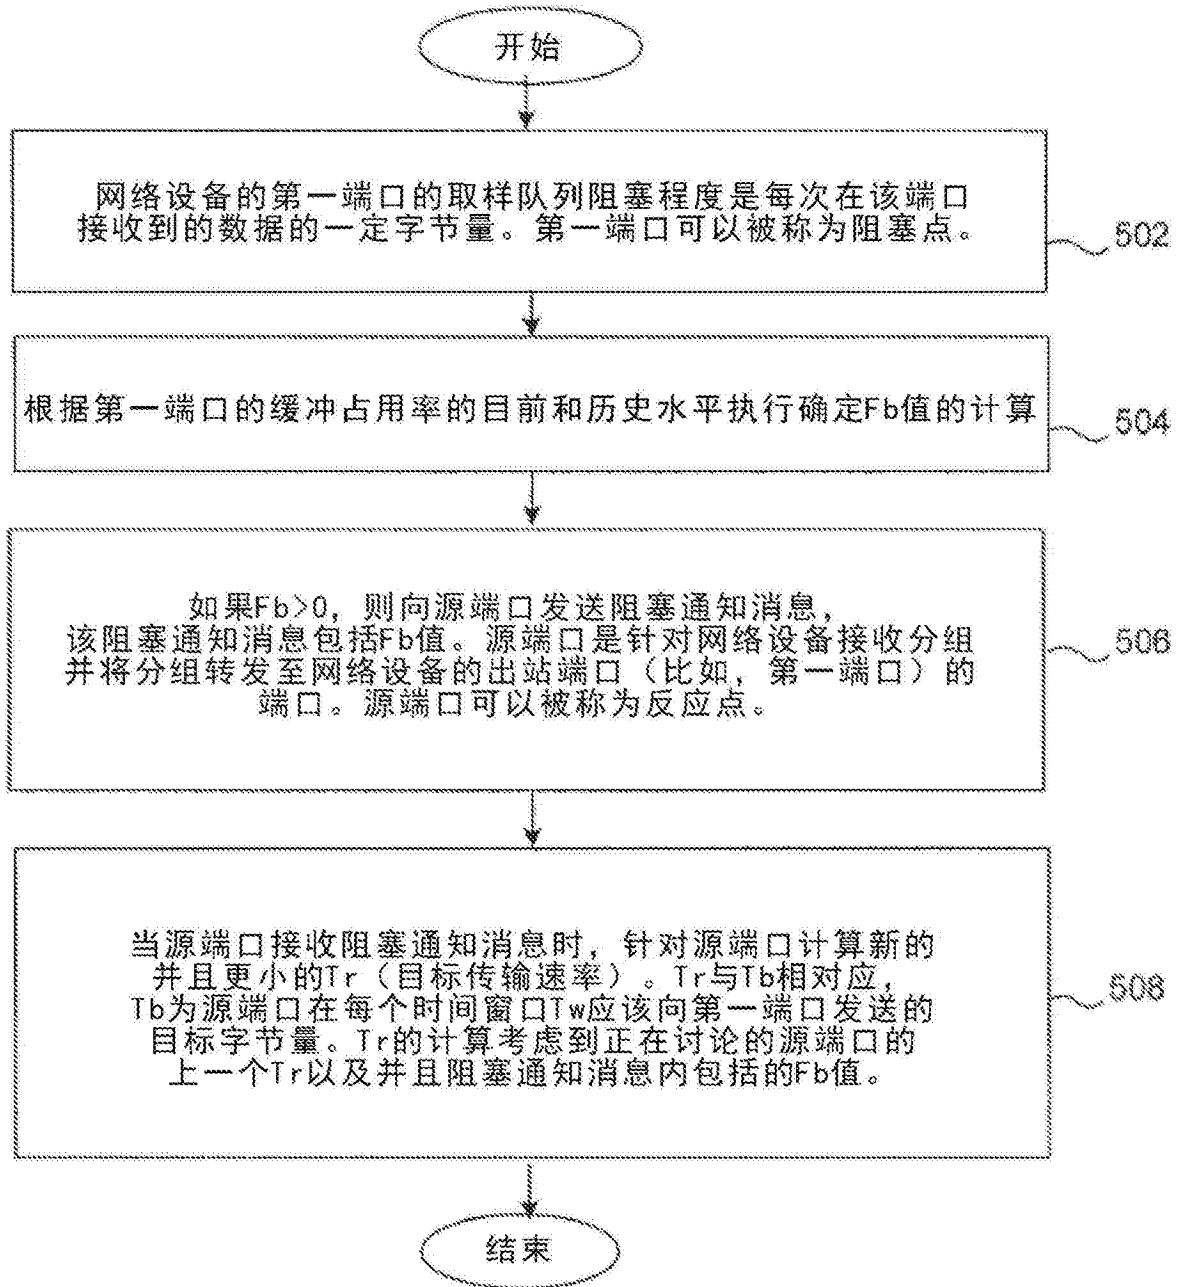 开始
网络设备的第一端口的取样队列阻塞程度是每次在该端口
接收到的数据的一定字节量。第一端口可以被称为阻塞点。
502
根据第一端口的缓冲占用率的目前和历史水平执行确定Fb值的计算
504
如果Fb>0，则向源端口发送阻塞通知消息，
该阻塞通知消息包括Fb值。源端口是针对网络设备接收分组
并将分组转发至网络设备的出站端口（比如，第一端口）的
端口。源端口可以被称为反应点。
506
当源端口接收阻塞通知消息时，针对源端口计算新的
并且更小的Tr（目标传输速率）。Tr与Tb相对应，
Tb为源端口在每个时间窗口Tw应该向第一端口发送的
目标字节量。Tr的计算考虑到正在讨论的源端口的
上一个Tr以及并且阻塞通知消息内包括的Fb值。
508
结束